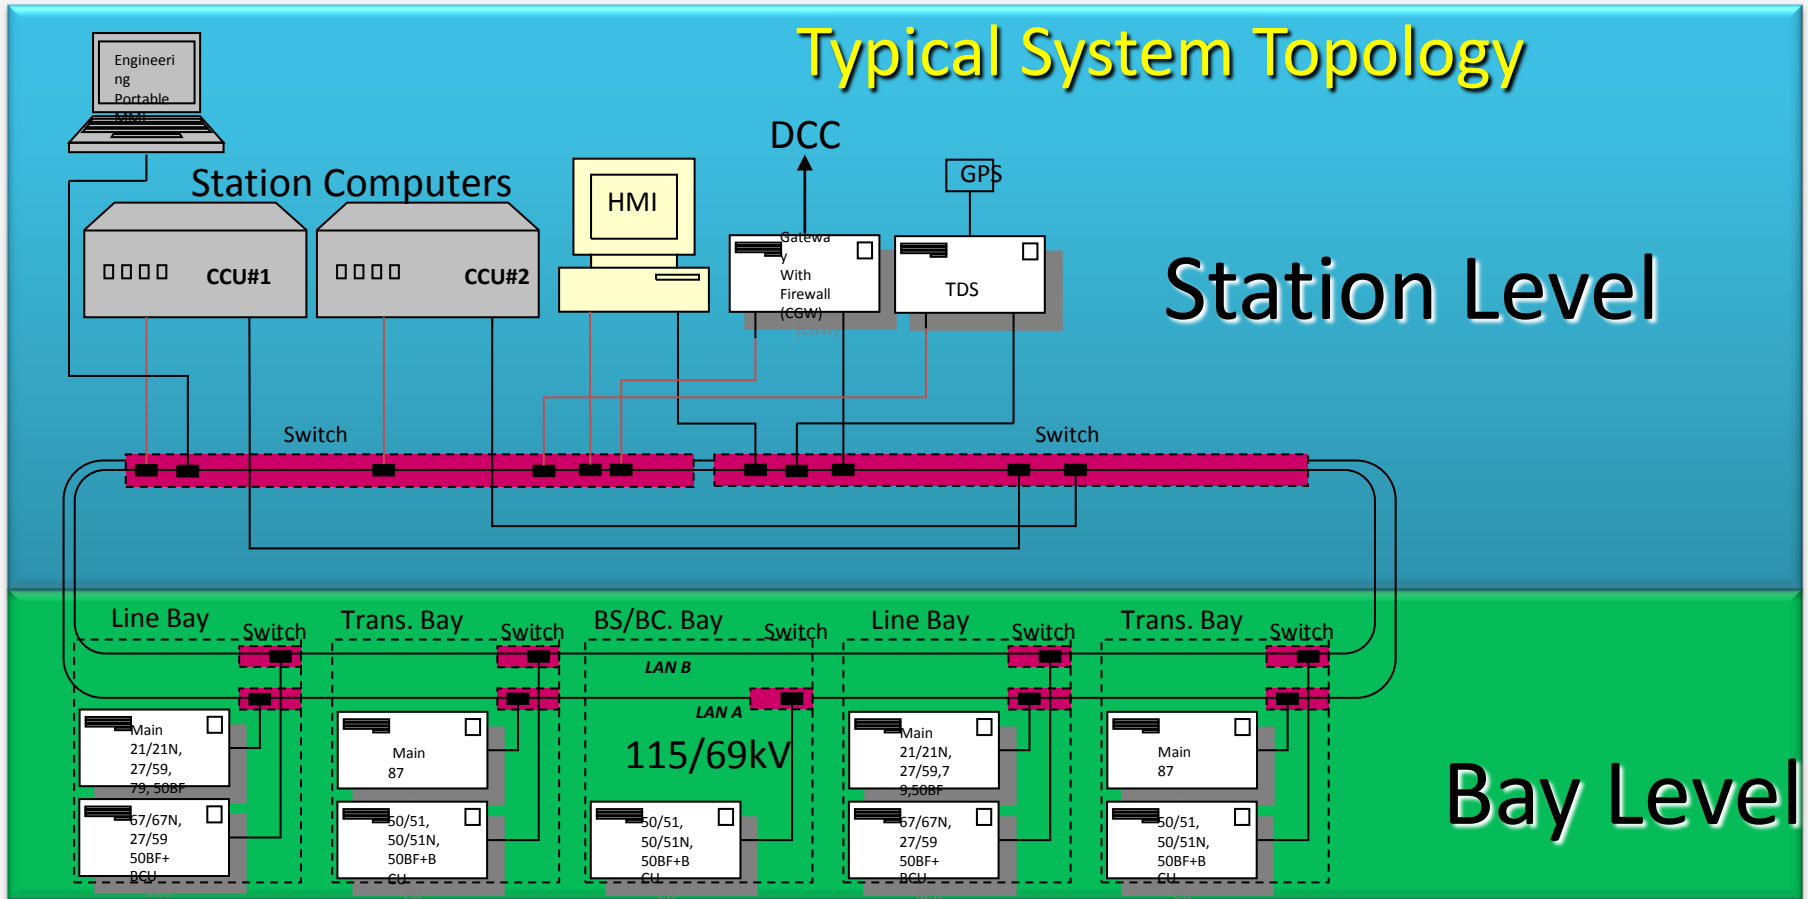 Typical System Topology
Engineeri
ng
Portable
MMI
DCC
GPS
Station Computers
HMI
Gatewa
y
With
Firewall
(CGW)
CCU#1
CCU#2
TDS
Station Level
Switch
Switch
Line Bay
Trans. Bay
BS/BC. Bay
Line Bay
Trans. Bay
Switch
Switch
Switch
Switch
Switch
LAN B
LAN A
115/69kV
Main
21/21N,
27/59,
79, 50BF
Main
87
Main
21/21N,
27/59,7
9,50BF
Main
87
Bay Level
67/67N,
27/59
50BF+
BCU
50/51,
50/51N,
50BF+B
CU
50/51,
50/51N,
50BF+B
CU
67/67N,
27/59
50BF+
BCU
50/51,
50/51N,
50BF+B
CU